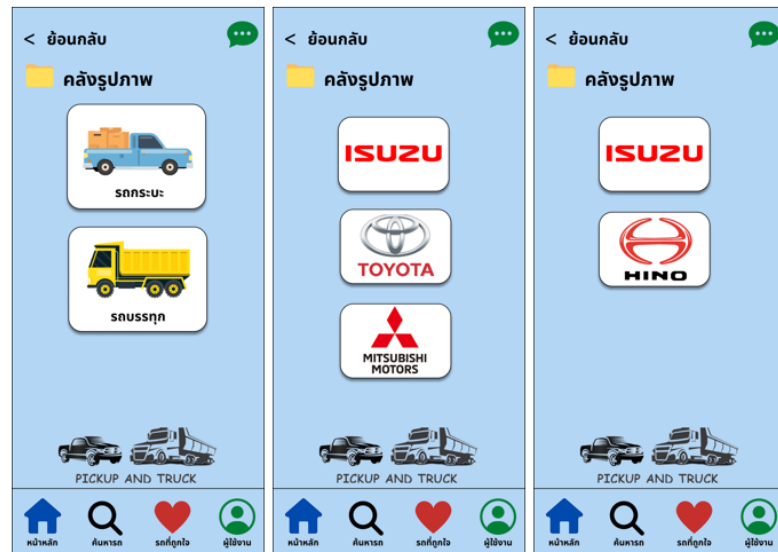 < ย้อนกลับ
คลังรูปภาพ
รถกระบะ
รถบรรทุก
PICKUP AND TRUCK
หน้าหลัก
ค้นหารถ
รถที่ถูกใจ
ผู้ใช้งาน
< ย้อนกลับ
คลังรูปภาพ
ISUZU
TOYOTA
MITSUBISHI
MOTORS
PICKUP AND TRUCK
หน้าหลัก
ค้นหารถ
รถที่ถูกใจ
ผู้ใช้งาน
< ย้อนกลับ
คลังรูปภาพ
ISUZU
HINO
PICKUP AND TRUCK
หน้าหลัก
ค้นหารถ
รถที่ถูกใจ
ผู้ใช้งาน